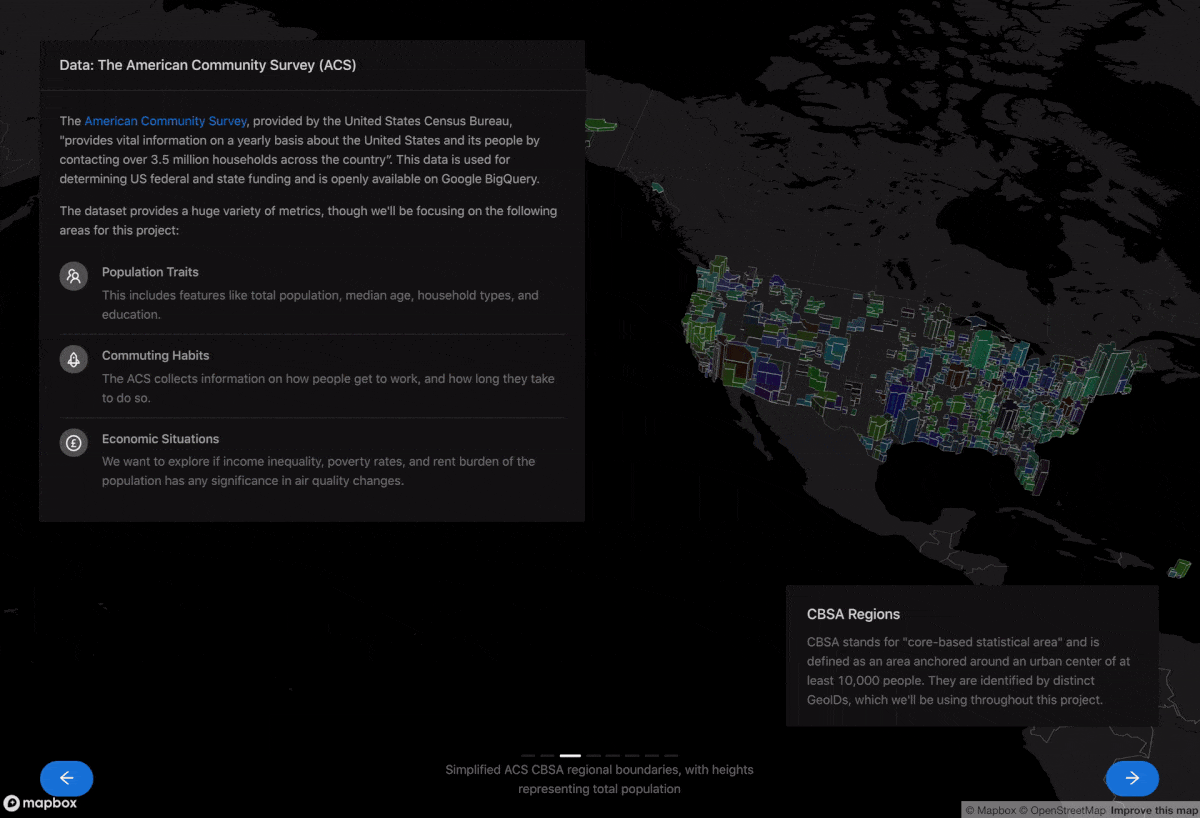 Data: The American Community Survey (ACS)
The American Community Survey, provided by the United States Census Bureau,
"provides vital information on a yearly basis about the United States and its people by
contacting over 3.5 million households across the country”. This data is used for
determining US federal and state funding and is openly available on Google BigQuery.
The dataset provides a huge variety of metrics, though we'll be focusing on the following
areas for this project:
Population Traits
This includes features like total population, median age, household types, and
education.
Commuting Habits
The ACS collects information on how people get to work, and how long they take
to do so.
£
Economic Situations
We want to explore if income inequality, poverty rates, and rent burden of the
population has any significance in air quality changes.
CBSA Regions
CBSA stands for "core-based statistical area" and is
defined as an area anchored around an urban center of at
least 10,000 people. They are identified by distinct
GeoIDs, which we'll be using throughout this project.
Simplified ACS CBSA regional boundaries, with heights
representing total population
mapbox
© Mapbox © OpenStreetMap Improve this map